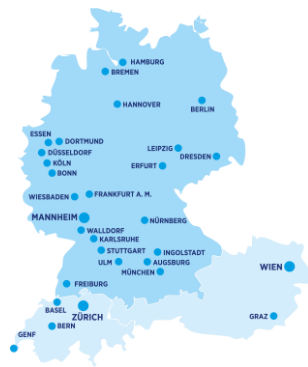 HAMBURG
BREMEN
HANNOVER
BERLIN
ESSEN
DORTMUND
LEIPZIG
DÜSSELDORF
DRESDEN
KÖLN
ERFURT
BONN
WIESBADEN
FRANKFURT A. M.
MANNHEIM
NÜRNBERG
WALLDORF
KARLSRUHE
STUTTGART
INGOLSTADT
ULM
AUGSBURG
WIEN
MÜNCHEN
FREIBURG
BASEL
ZÜRICH
GRAZ
BERN
GENF